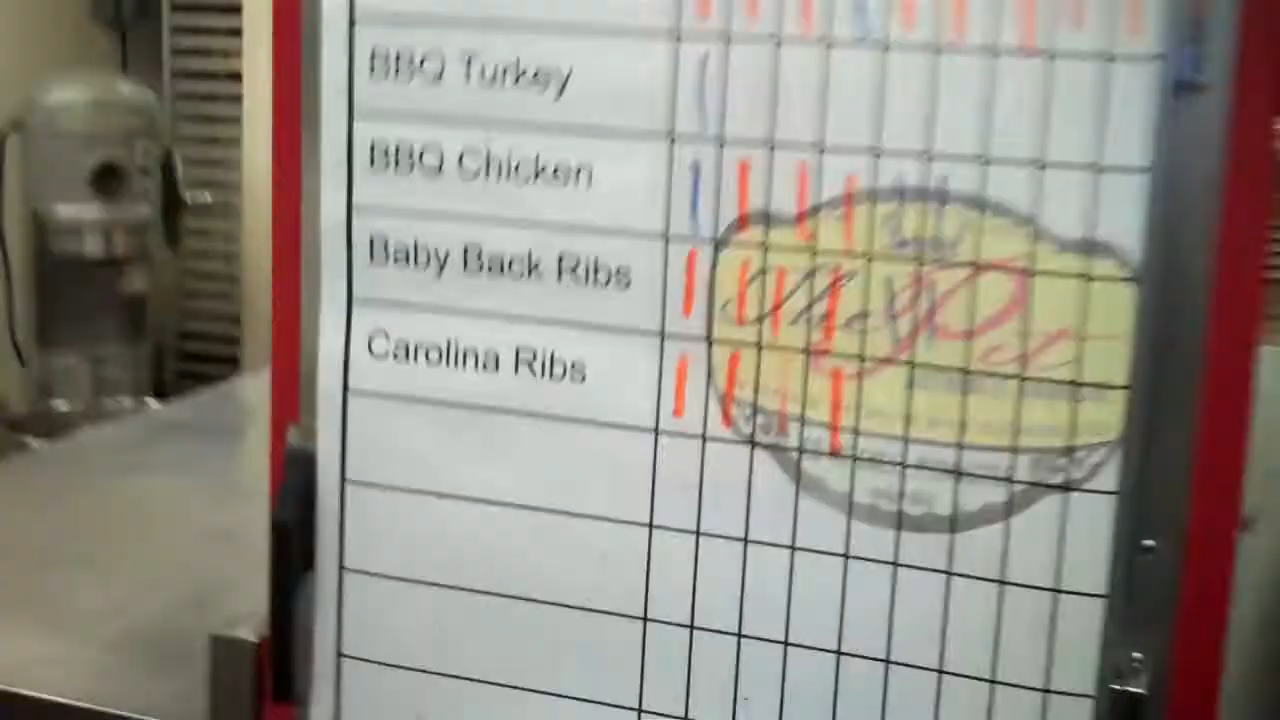 BBQ Turkey
BBQ Chicken
Baby Back Ribs
Carolina Ribs